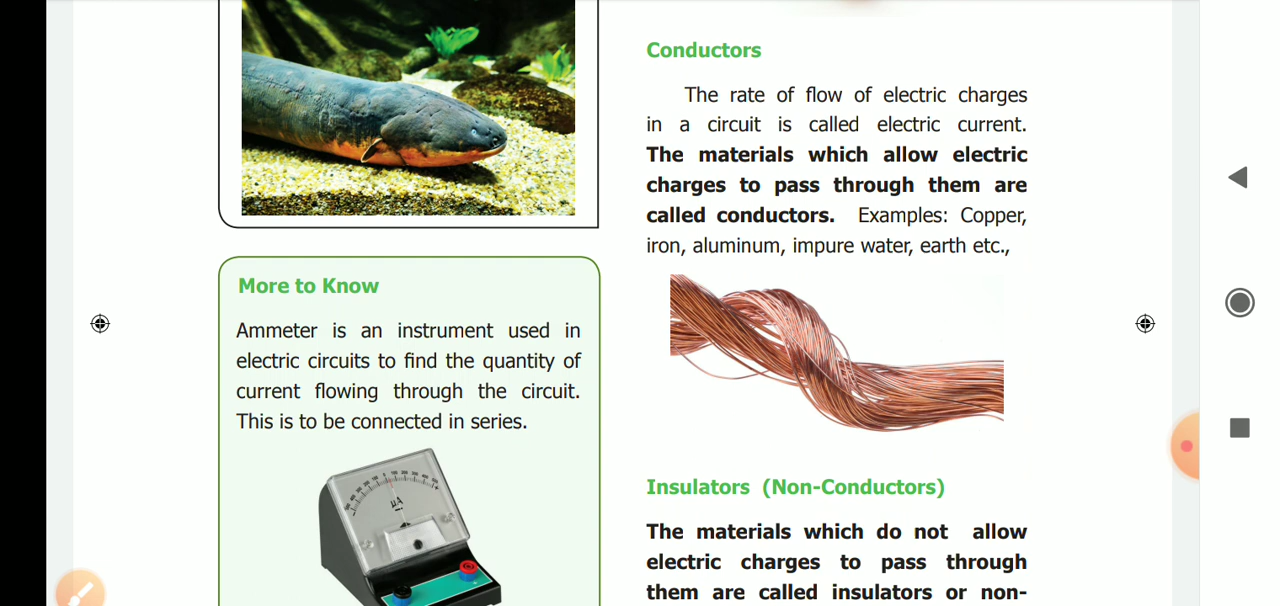 More to Know
Ammeter is an instrument used in
electric circuits to find the quantity of
current flowing through the circuit.
This is to be connected in series.
µA
Conductors
The rate of flow of electric charges
in a circuit is called electric current.
The materials which allow electric
charges to pass through them are
called conductors. Examples: Copper,
iron, aluminum, impure water, earth etc.,
Insulators (Non-Conductors)
The materials which do not allow
electric charges to pass through
them are called insulators or non-